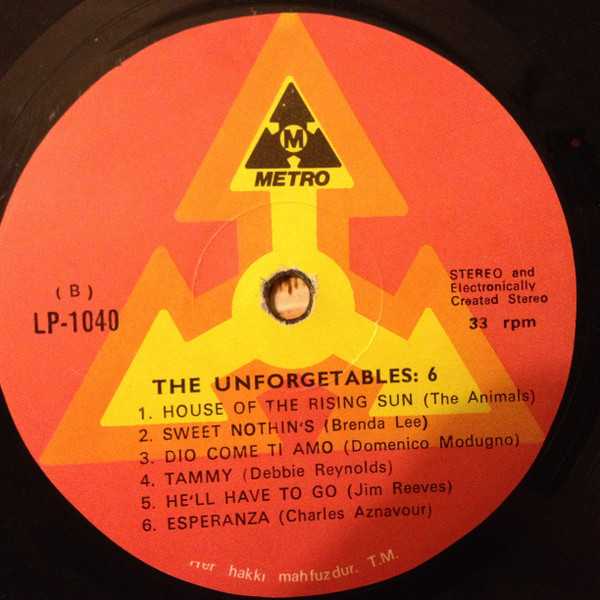 M
METRO
( B )
LP-1040
STEREO and
Electronically
Created Stereo
33 rpm
THE UNFORGETABLES: 6
1. HOUSE OF THE RISING SUN (The Animals)
2. SWEET NOTHIN'S (Brenda Lee)
3. DIO COME TI AMO (Domenico Modugno)
4. TAMMY (Debbie Reynolds)
5. HE'LL HAVE TO GO (Jim Reeves)
6. ESPERANZA (Charles Aznavour)
Her hakkı mahfuzdur. T.M.